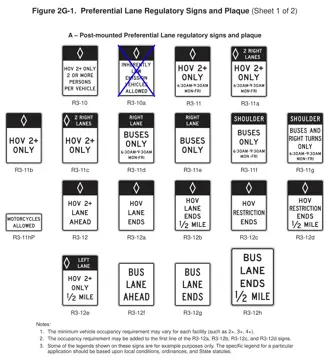 Figure 2G-1. Preferential Lane Regulatory Signs and Plaque (Sheet 1 of 2)
A – Post-mounted Preferential Lane regulatory signs and plaque
HOV 2+ ONLY
2 OR MORE
PERSONS
PER VEHICLE
R3-10
INHERENTLY
LOW
EMISSION
VEHICLES
ALLOWED
R3-10a
HOV 2+
ONLY
6:30AM-9:30AM
MON-FRI
R3-11
2 RIGHT
LANES
HOV 2+
ONLY
6:30AM-9:30AM
MON-FRI
R3-11a
HOV 2+
ONLY
R3-11b
2 RIGHT
LANES
HOV 2+
ONLY
R3-11c
RIGHT
LANE
BUSES
ONLY
6:30AM-9:30AM
MON-FRI
R3-11d
RIGHT
LANE
BUSES
ONLY
R3-11e
SHOULDER
BUSES
ONLY
6:30AM-9:30AM
MON-FRI
R3-11f
SHOULDER
BUSES AND
RIGHT TURNS
ONLY
6:30AM-9:30AM
MON-FRI
R3-11g
MOTORCYCLES
ALLOWED
R3-11hP
HOV 2+
LANE
AHEAD
R3-12
HOV
LANE
ENDS
R3-12a
HOV
LANE
ENDS
1/2 MILE
R3-12b
HOV
RESTRICTION
ENDS
R3-12c
HOV
RESTRICTION
ENDS
1/2 MILE
R3-12d
LEFT
LANE
HOV 2+
ONLY
1/2 MILE
R3-12e
BUS
LANE
AHEAD
R3-12f
BUS
LANE
ENDS
R3-12g
BUS
LANE
ENDS
1/2 MILE
R3-12h
Notes:
1. The minimum vehicle occupancy requirement may vary for each facility (such as 2+, 3+, 4+).
2. The occupancy requirement may be added to the first line of the R3-12a, R3-12b, R3-12c, and R3-12d signs.
3. Some of the legends shown on these signs are for example purposes only. The specific legend for a particular
application should be based upon local conditions, ordinances, and State statutes.